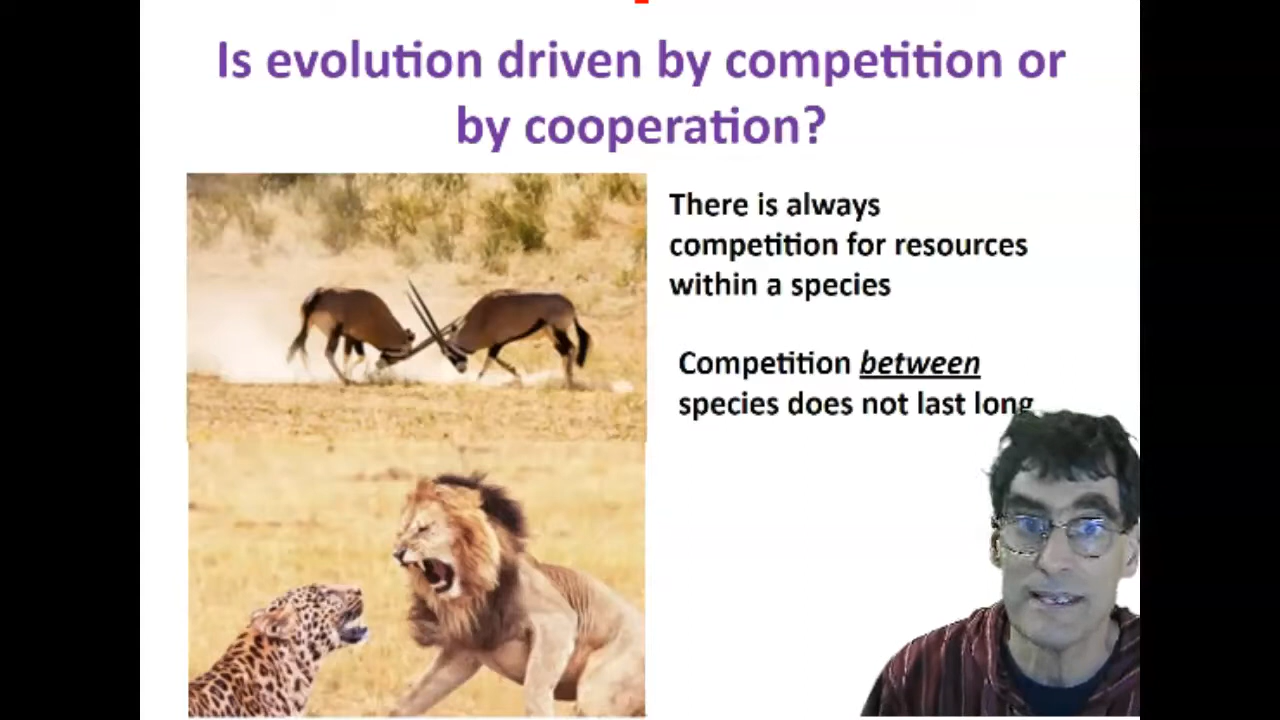 Is evolution driven by competition or
by cooperation?
There is always
competition for resources
within a species
Competition between
species does not last long